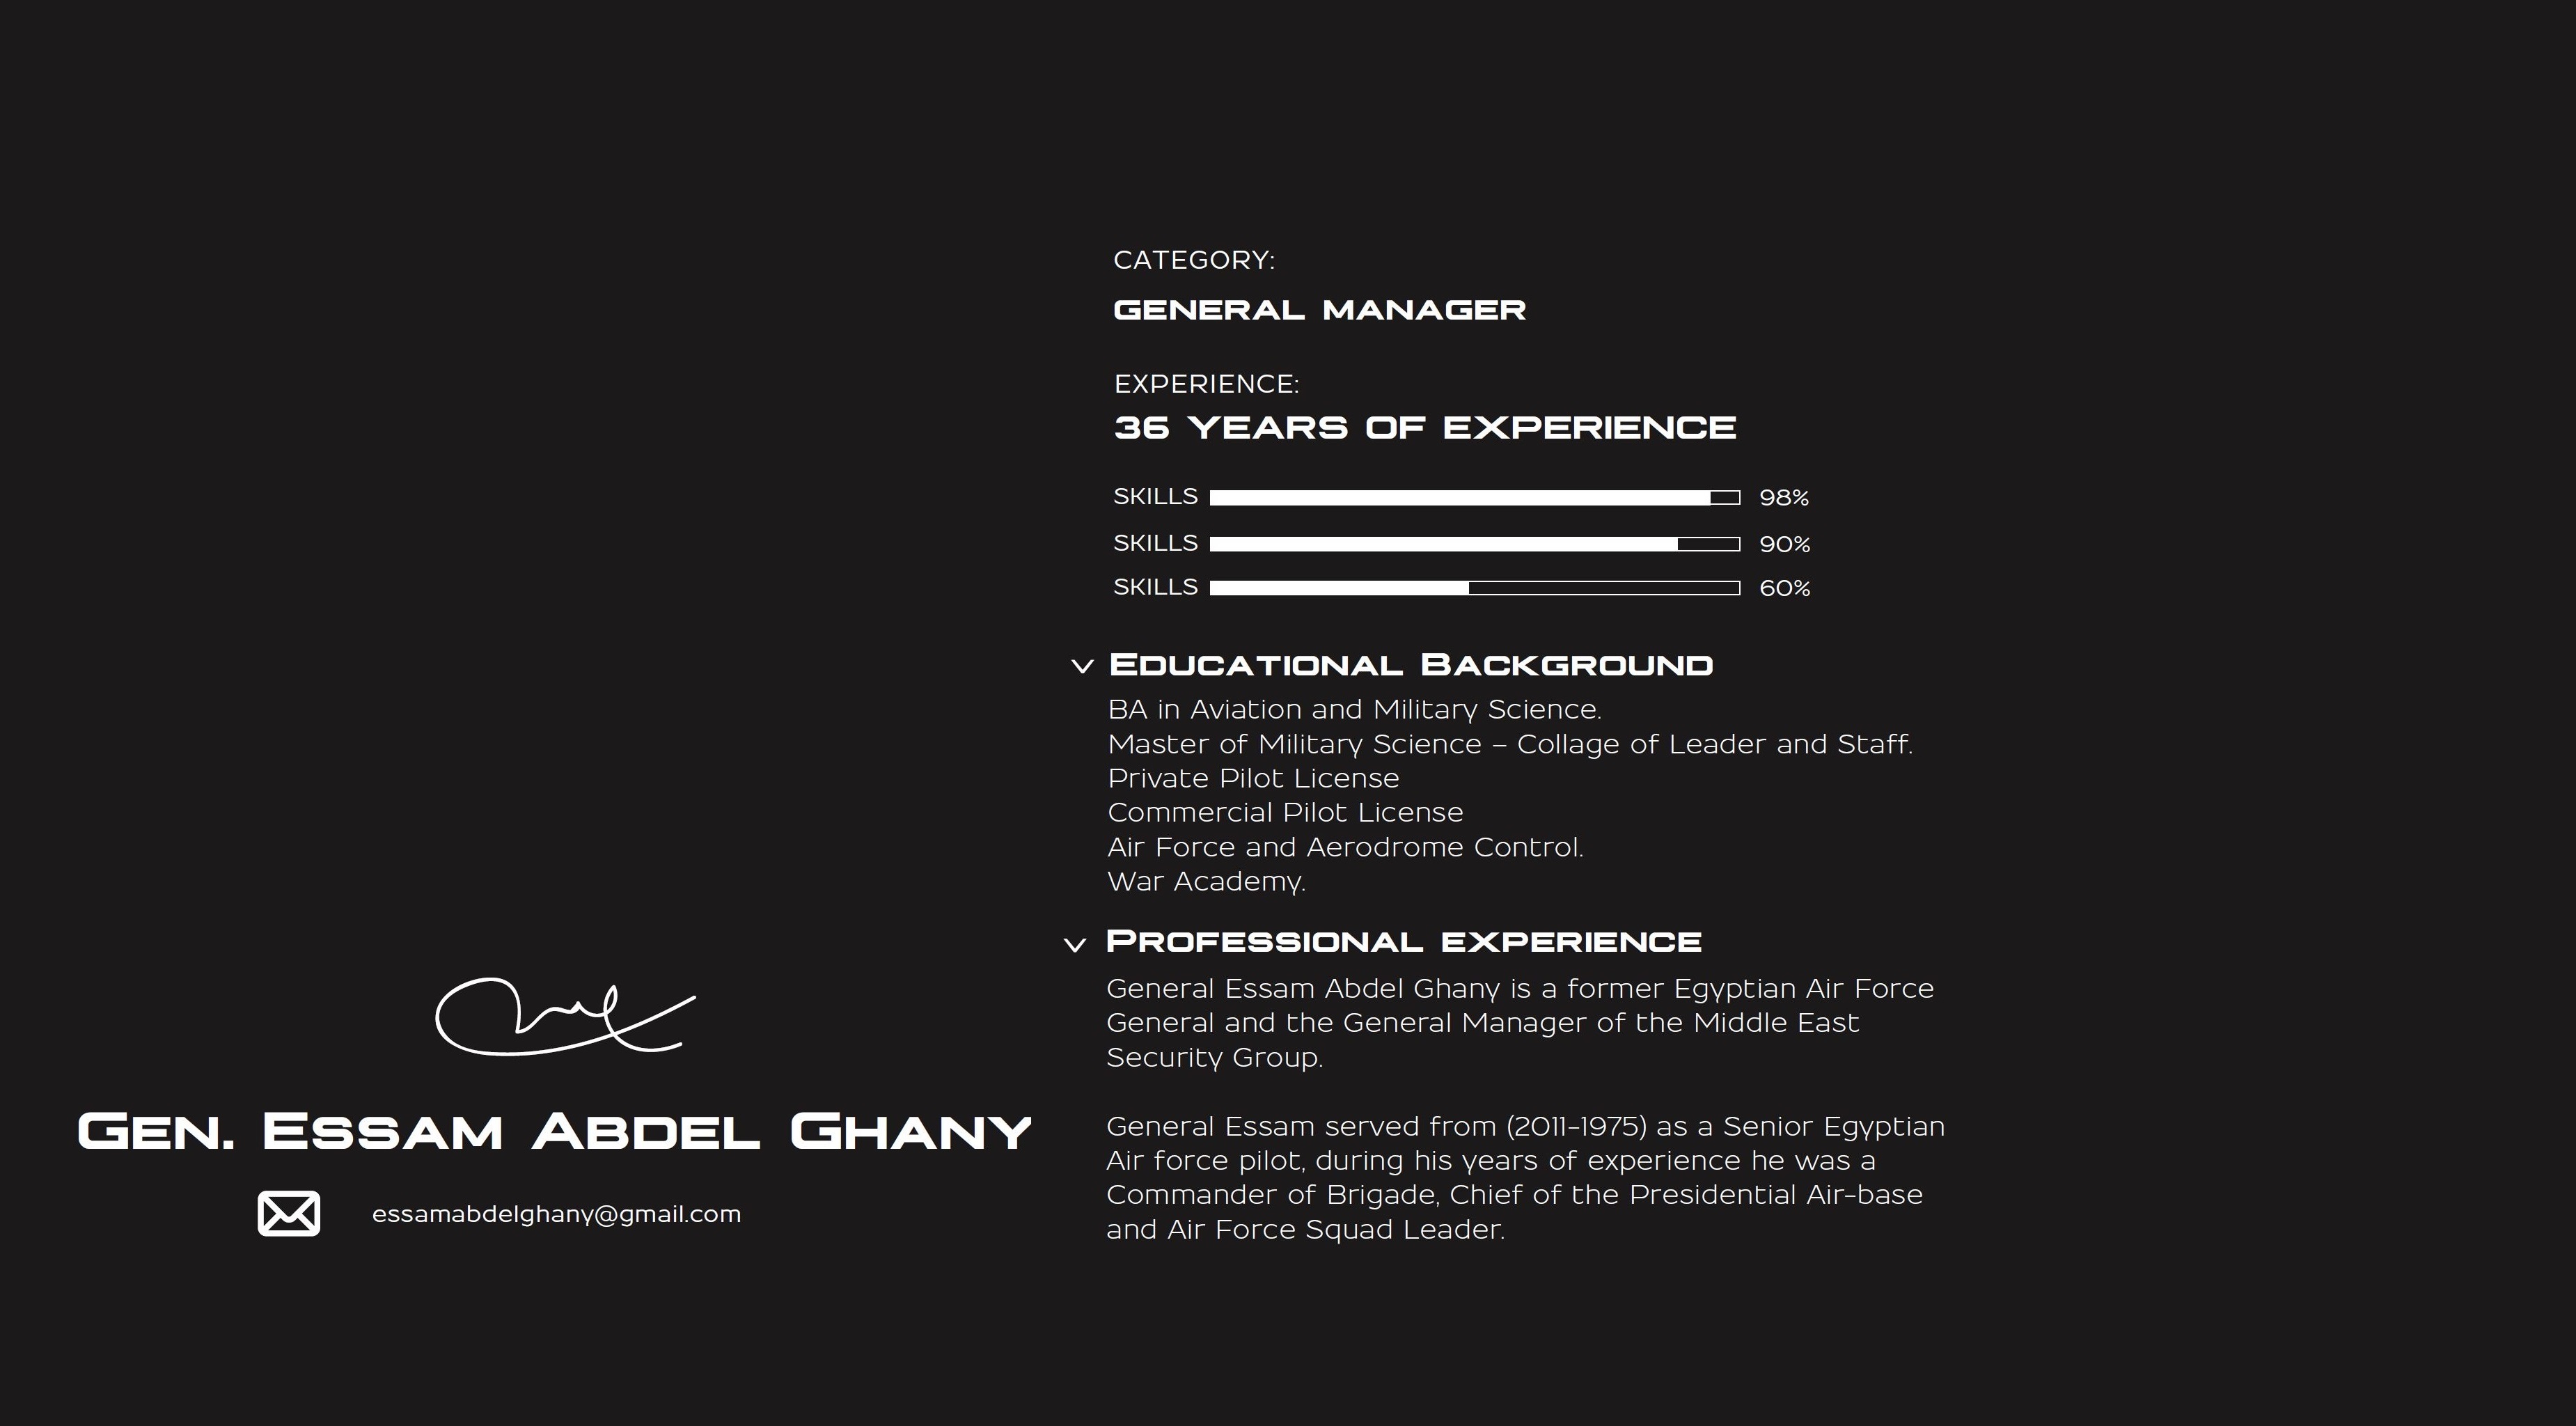 CATEGORY:
GENERAL MANAGER
EXPERIENCE:
36 YEARS OF EXPERIENCE
SKILLS 98%
SKILLS 90%
SKILLS 60%
EDUCATIONAL BACKGROUND
BA in Aviation and Military Science.
Master of Military Science – Collage of Leader and Staff.
Private Pilot License
Commercial Pilot License
Air Force and Aerodrome Control.
War Academy.
PROFESSIONAL EXPERIENCE
General Essam Abdel Ghany is a former Egyptian Air Force
General and the General Manager of the Middle East
Security Group.
General Essam served from (2011-1975) as a Senior Egyptian
Air force pilot, during his years of experience he was a
Commander of Brigade, Chief of the Presidential Air-base
and Air Force Squad Leader.
GEN. ESSAM ABDEL GHANY
essamabdelghany@gmail.com